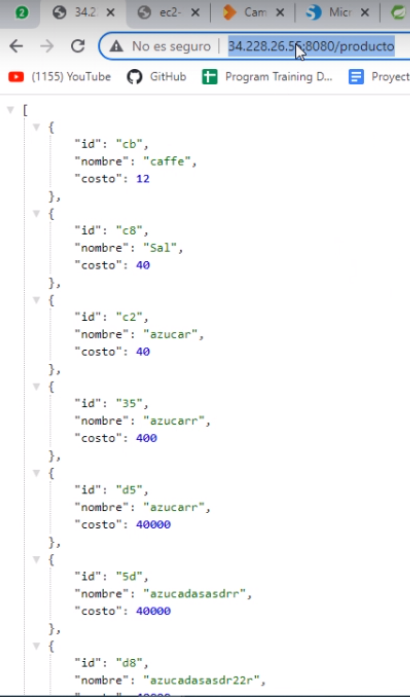 2
34.2
ec2-
Cam
Micr
No es seguro
34.228.26.55:8080/producto
(1155) YouTube
GitHub
Program Training D...
Proyect
[
{
"id": "cb",
"nombre": "caffe",
"costo": 12
},
{
"id": "c8",
"nombre": "Sal",
"costo": 40
},
{
"id": "c2",
"nombre": "azucar",
"costo": 40
},
{
"id": "35",
"nombre": "azucarr",
"costo": 400
},
{
"id": "d5",
"nombre": "azucarr",
"costo": 40000
},
{
"id": "5d",
"nombre": "azucadasasdrr",
"costo": 40000
},
{
"id": "d8",
"nombre": "azucadasasdr22r",